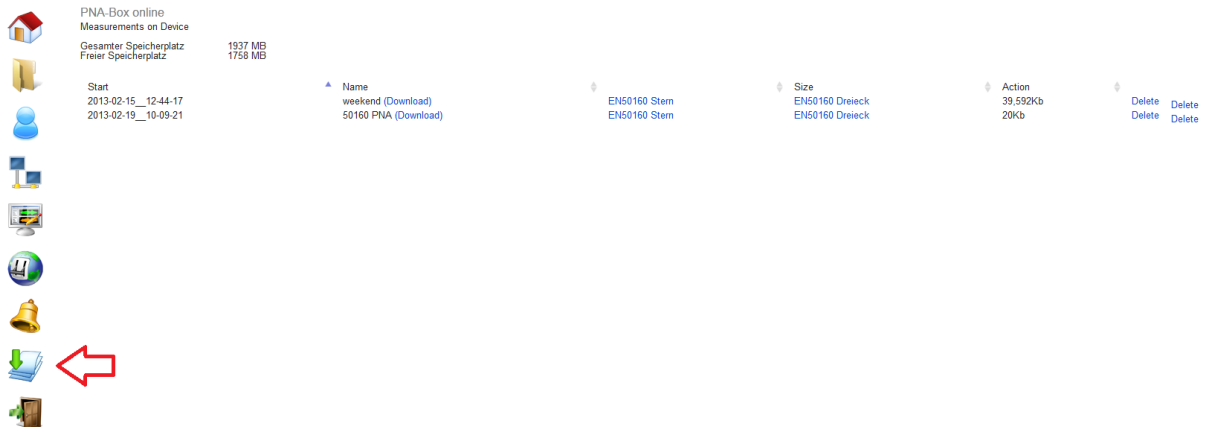 PNA-Box online
Measurements on Device
Gesamter Speicherplatz 1937 MB
Freier Speicherplatz 1758 MB
Start Name Size Action
2013-02-15__12-44-17 weekend (Download) EN50160 Stern EN50160 Dreieck 39,592Kb Delete Delete
2013-02-19__10-09-21 50160 PNA (Download) EN50160 Stern EN50160 Dreieck 20Kb Delete Delete